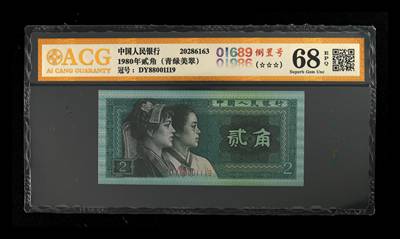 ACG
AI CANG GUARANTY
中国人民银行 20286163
1980年贰角（青绿美翠）
冠号：DY88001119
01689 倒置号
01986 (☆☆☆)
68 EPQ
Superb Gem Unc
中国人民银行
贰角
2
DY88001119
2